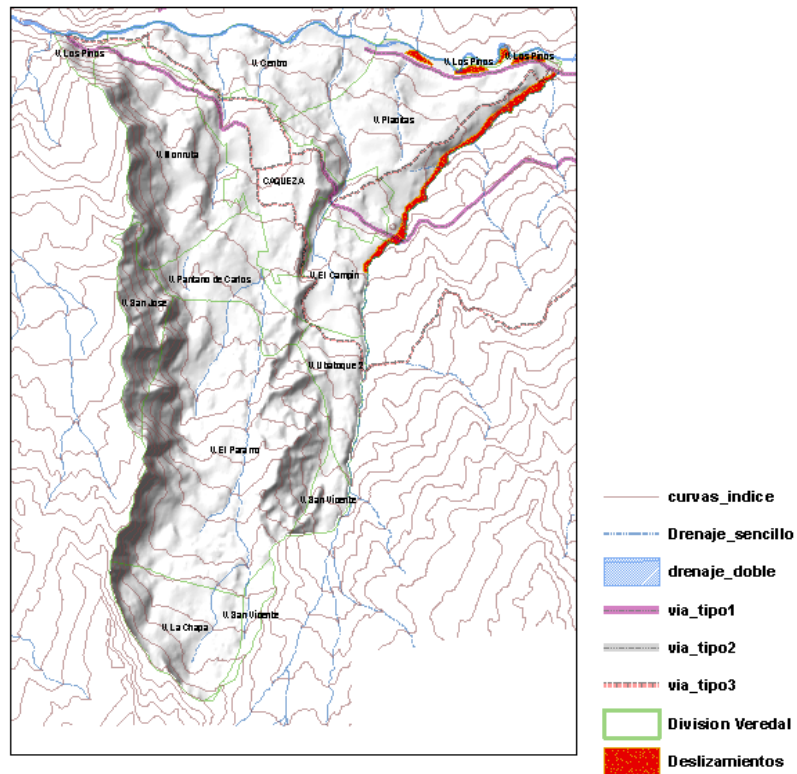 V. Los Pinos
V. Centro
V. Los Pinos
V. Los Pinos
V. Placitas
V. Monruta
CAQUEZA
V. Pantano de Carlos
V. El Campin
V. San Jose
V. Ubatoque 2
V. El Paramo
V. San Vicente
V. San Vicente
V. La Chapa
curvas_indice
Drenaje_sencillo
drenaje_doble
via_tipo1
via_tipo2
via_tipo3
Division Veredal
Deslizamientos